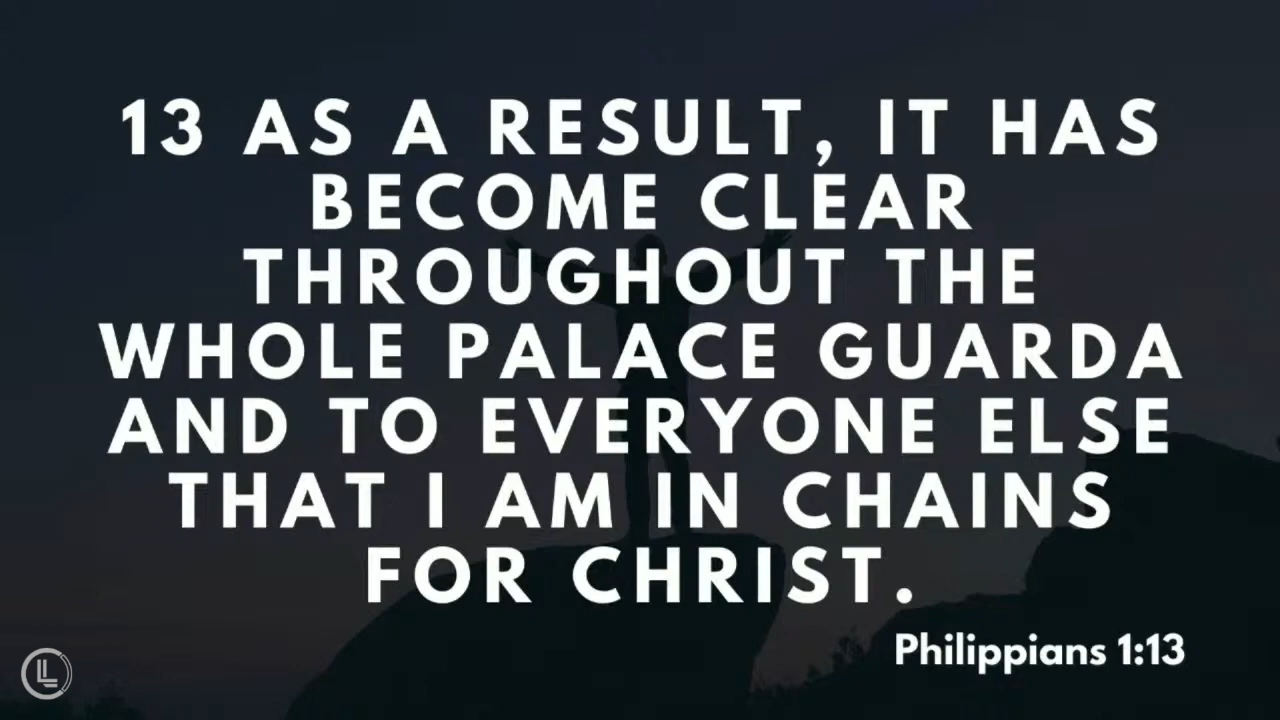 13 AS A RESULT, IT HAS
BECOME CLEAR
THROUGHOUT THE
WHOLE PALACE GUARDA
AND TO EVERYONE ELSE
THAT I AM IN CHAINS
FOR CHRIST.
Philippians 1:13